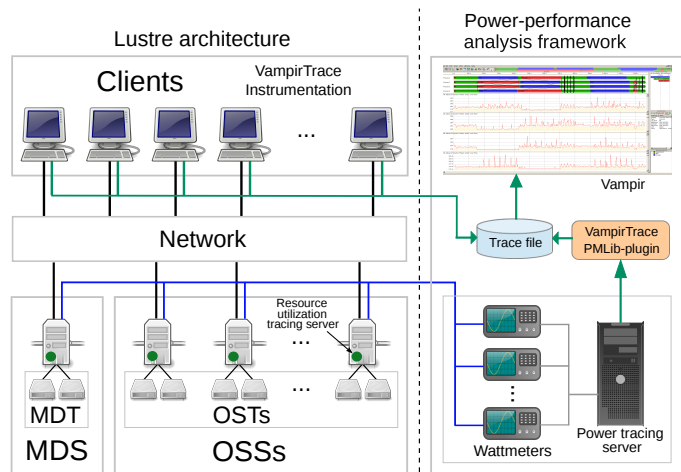 Lustre architecture
Power-performance
analysis framework
Clients
VampirTrace
Instrumentation
...
Vampir
Network
Trace file
VampirTrace
PMLib-plugin
Resource
utilization
tracing server
...
...
MDT
OSTs
MDS
OSSs
Wattmeters
Power tracing
server